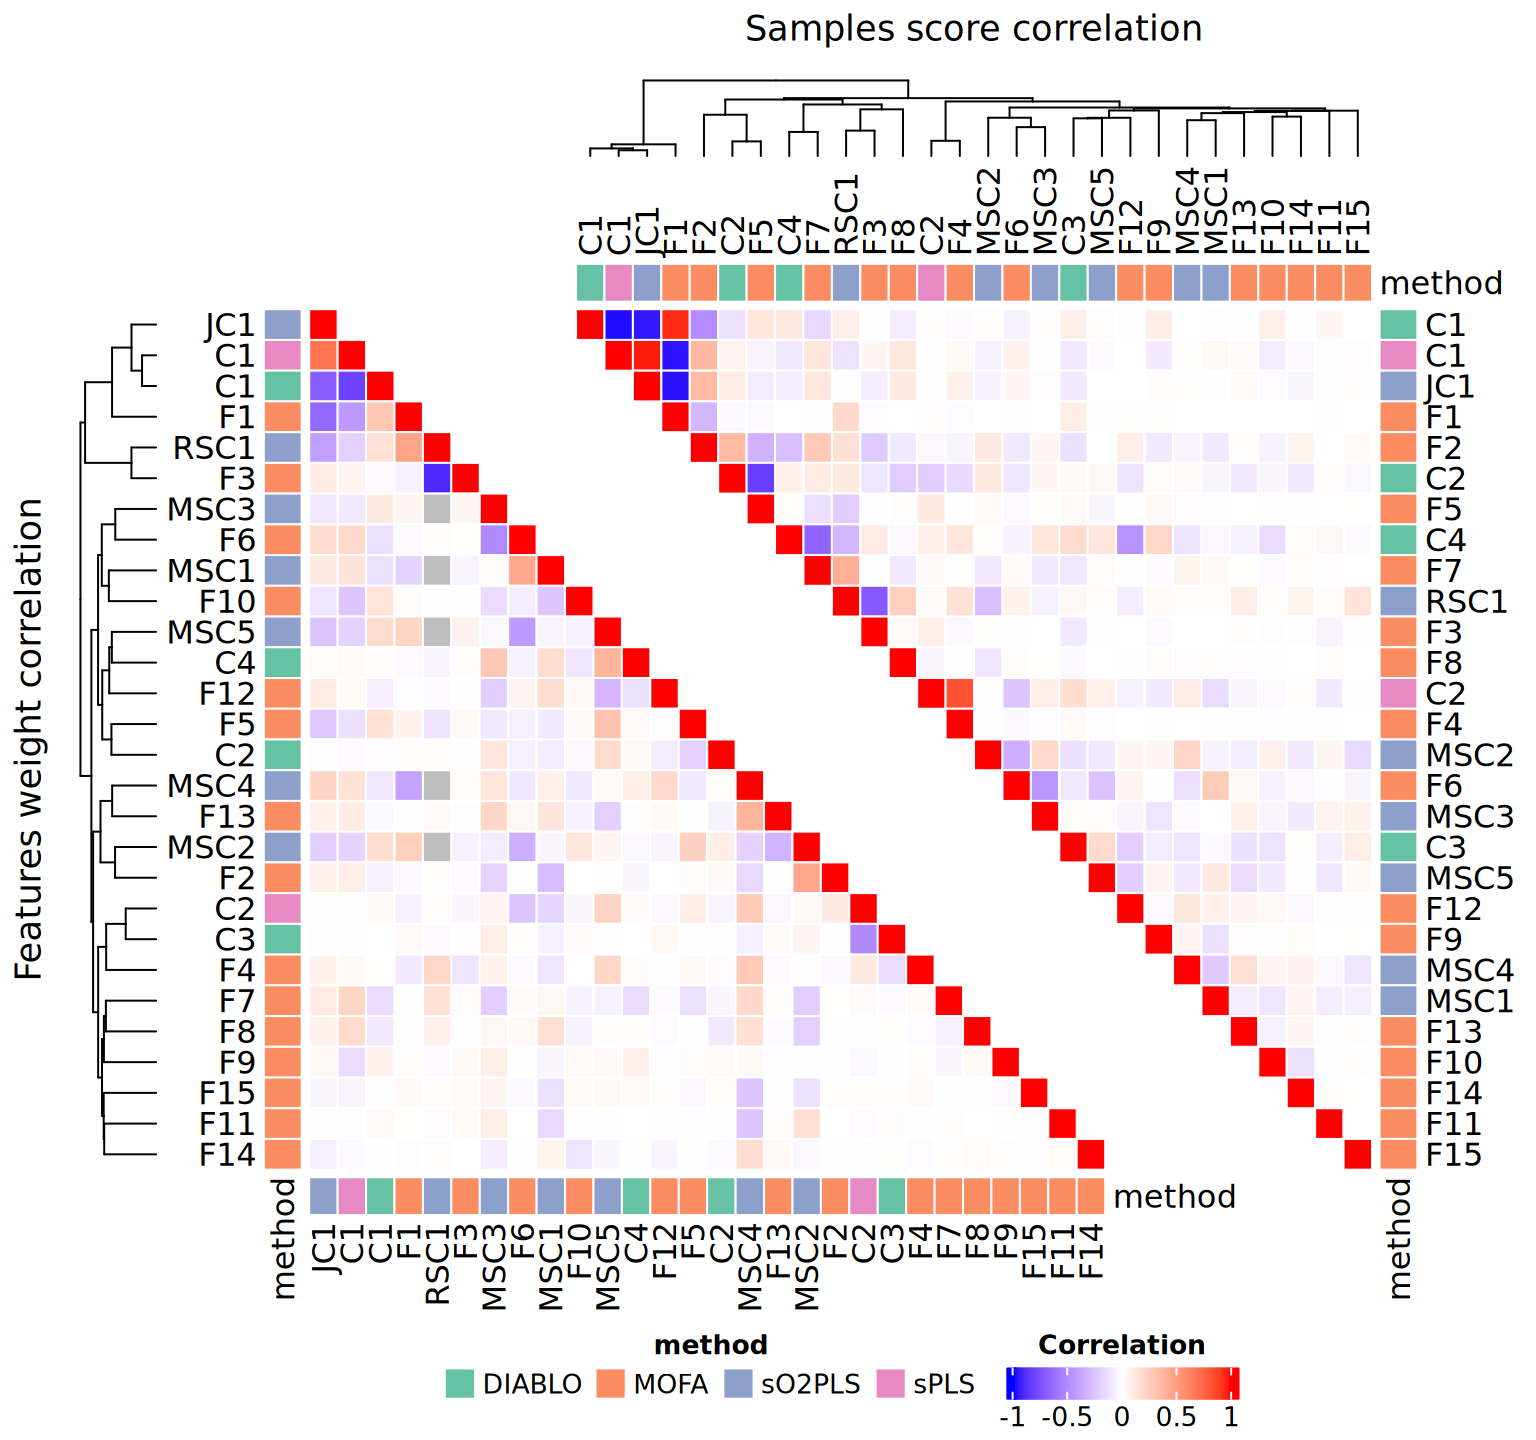 Samples score correlation
C1 C1 JC1 F1 F2 C2 F5 C4 F7 RSC1 F3 F8 C2 F4 MSC2 F6 MSC3 C3 MSC5 F12 F9 MSC4 MSC1 F13 F10 F14 F11 F15
method
Features weight correlation
JC1 C1
C1 C1
C1 JC1
F1 F1
RSC1 F2
F3 C2
MSC3 F5
F6 C4
MSC1 F7
F10 RSC1
MSC5 F3
C4 F8
F12 C2
F5 F4
C2 MSC2
MSC4 F6
F13 MSC3
MSC2 C3
F2 MSC5
C2 F12
C3 F9
F4 MSC4
F7 MSC1
F8 F13
F9 F10
F15 F14
F11 F11
F14 F15
method
method
method
JC1 C1 C1 F1 RSC1 F3 MSC3 F6 MSC1 F10 MSC5 C4 F12 F5 C2 MSC4 F13 MSC2 F2 C2 C3 F4 F7 F8 F9 F15 F11 F14
method Correlation
DIABLO MOFA sO2PLS sPLS
-1 -0.5 0 0.5 1